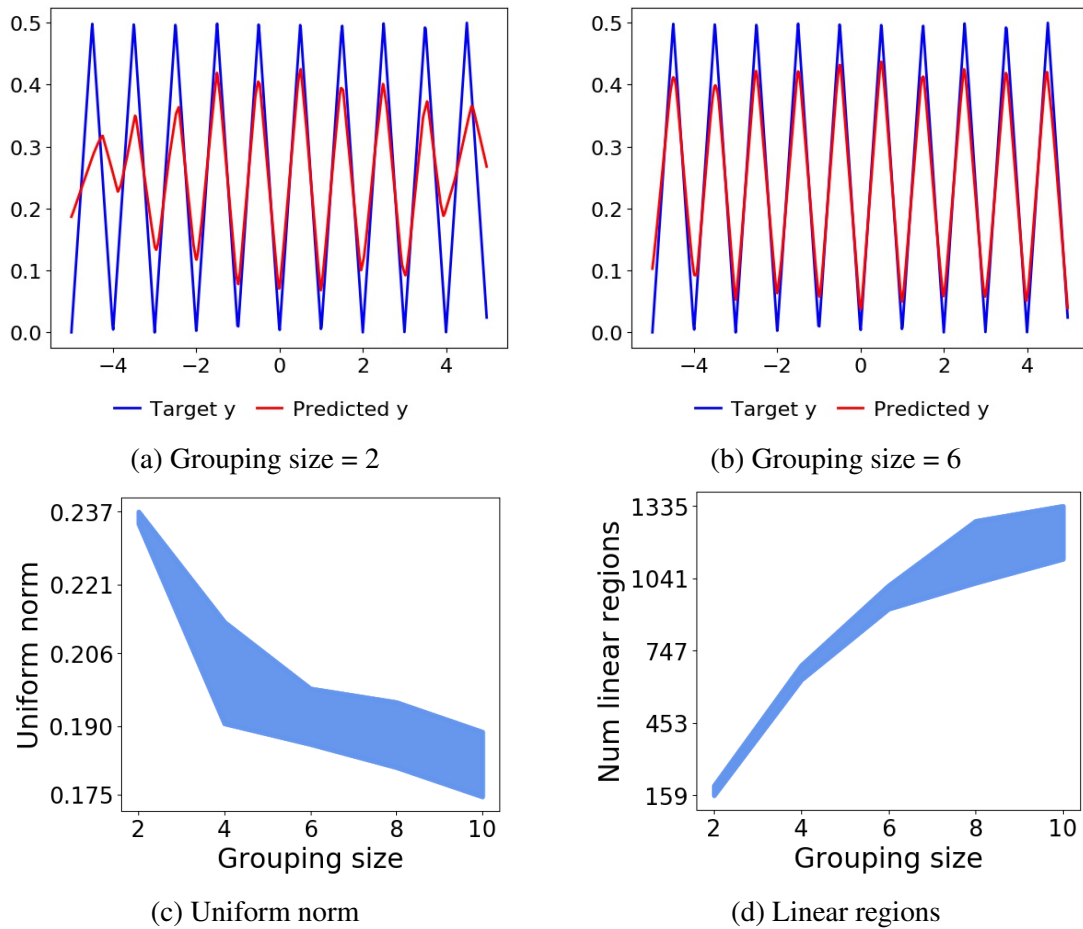 0.5
0.4
0.3
0.2
0.1
0.0
−4 −2 0 2 4
Target y Predicted y
(a) Grouping size = 2
0.5
0.4
0.3
0.2
0.1
0.0
−4 −2 0 2 4
Target y Predicted y
(b) Grouping size = 6
Uniform norm
0.237
0.221
0.206
0.190
0.175
2 4 6 8 10
Grouping size
(c) Uniform norm
Num linear regions
1335
1041
747
453
159
2 4 6 8 10
Grouping size
(d) Linear regions